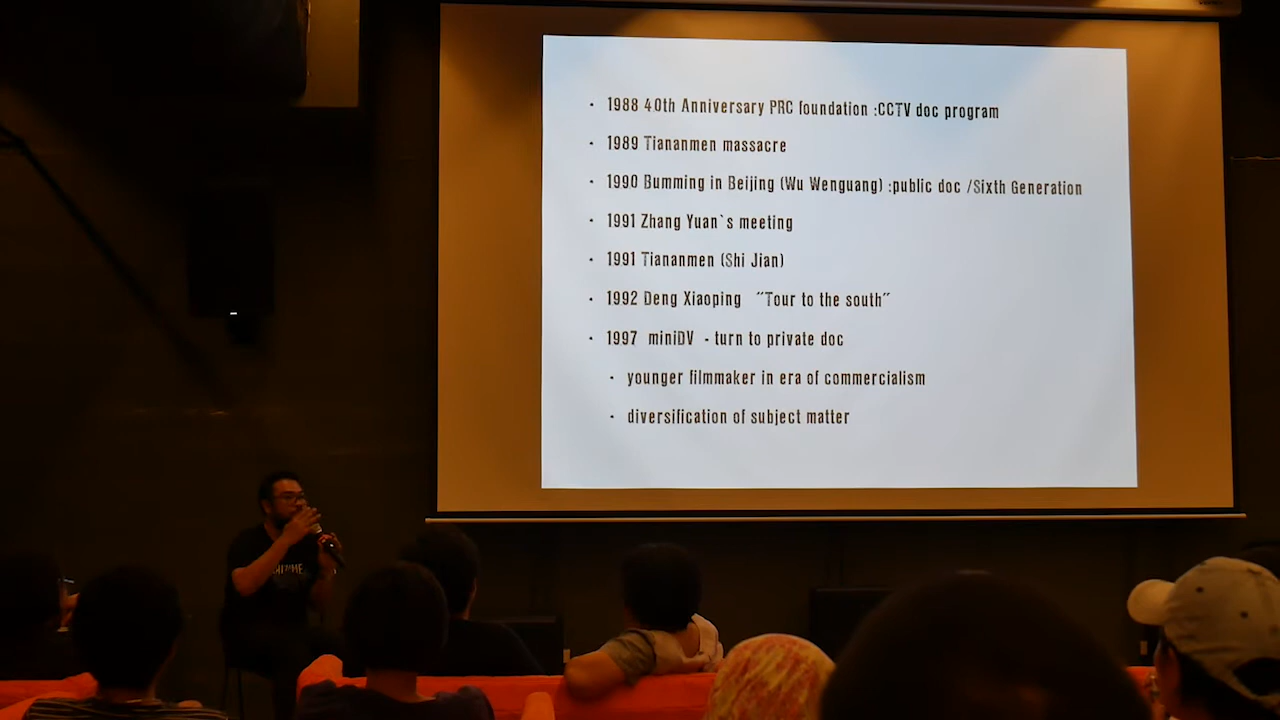 · 1988 40th Anniversary PRC foundation :CCTV doc program
· 1989 Tiananmen massacre
· 1990 Bumming in Beijing (Wu Wenguang) :public doc /Sixth Generation
· 1991 Zhang Yuan`s meeting
· 1991 Tiananmen (Shi Jian)
· 1992 Deng Xiaoping "Tour to the south"
· 1997 miniDV - turn to private doc
· younger filmmaker in era of commercialism
· diversification of subject matter